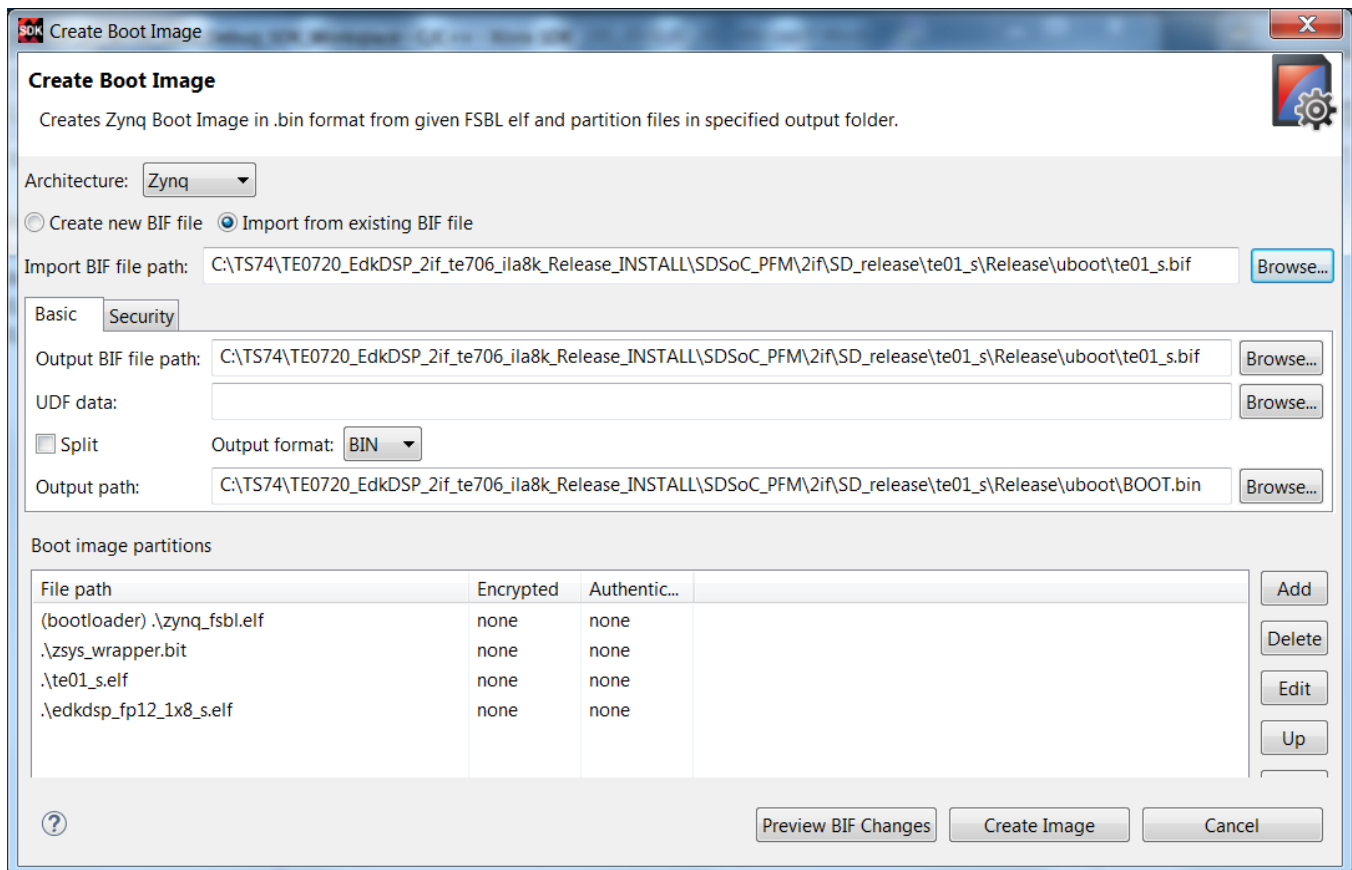 SDK Create Boot Image
Create Boot Image
Creates Zynq Boot Image in .bin format from given FSBL elf and partition files in specified output folder.
Architecture: Zynq
Create new BIF file Import from existing BIF file
Import BIF file path: C:\TS74\TE0720_EdkDSP_2if_te706_ila8k_Release_INSTALL\SDSoC_PFM\2if\SD_release\te01_s\Release\uboot\te01_s.bif Browse...
Basic Security
Output BIF file path: C:\TS74\TE0720_EdkDSP_2if_te706_ila8k_Release_INSTALL\SDSoC_PFM\2if\SD_release\te01_s\Release\uboot\te01_s.bif Browse...
UDF data: Browse...
Split Output format: BIN
Output path: C:\TS74\TE0720_EdkDSP_2if_te706_ila8k_Release_INSTALL\SDSoC_PFM\2if\SD_release\te01_s\Release\uboot\BOOT.bin Browse...
Boot image partitions
File path Encrypted Authentic... Add
(bootloader) .\zynq_fsbl.elf none none
.\zsys_wrapper.bit none none Delete
.\te01_s.elf none none Edit
.\edkdsp_fp12_1x8_s.elf none none
Up
? Preview BIF Changes Create Image Cancel